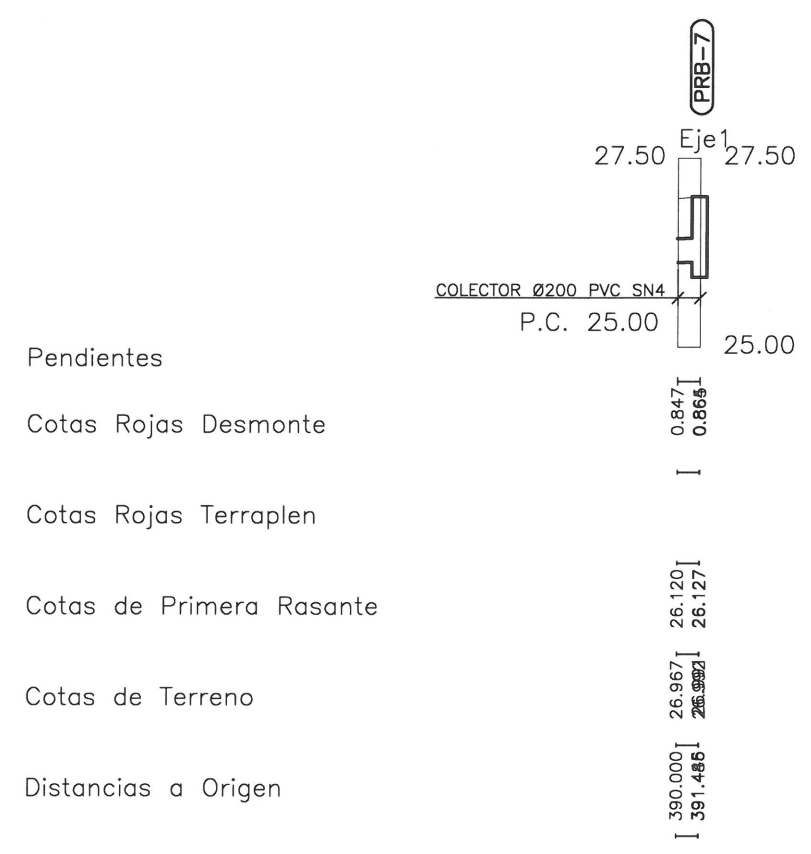 PRB-7
Eje1
27.50 27.50
COLECTOR Ø200 PVC SN4
P.C. 25.00
25.00
Pendientes
Cotas Rojas Desmonte 0.847
Cotas Rojas Terraplen
Cotas de Primera Rasante 26.120 26.127
Cotas de Terreno 26.967
Distancias a Origen 390.000